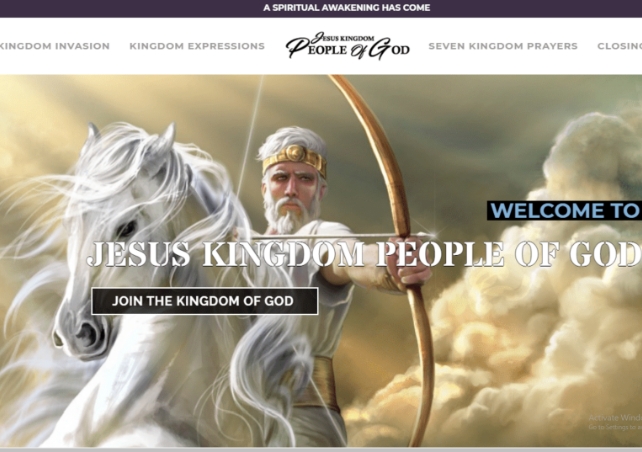 A SPIRITUAL AWAKENING HAS COME
KINGDOM INVASION KINGDOM EXPRESSIONS JESUS KINGDOM PEOPLE Of GOD SEVEN KINGDOM PRAYERS CLOSING
WELCOME TO
JESUS KINGDOM PEOPLE OF GOD
JOIN THE KINGDOM OF GOD
Activate Windo
Go to Settings to a